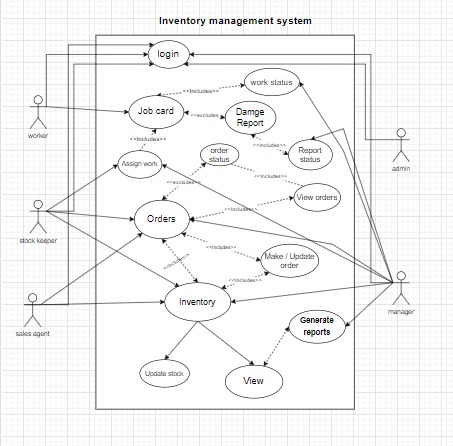 Inventory management system
login
work status
<<Includes>>
Job card
<<excludes>>
Damge
Report
worker
<<Includes>>
order
status
<<Includes>>
Report
status
admin
Assign work
<<excludes>>
<<Includes>>
View orders
stock keeper
Orders
<<Includes>>
<<Includes>>
Make / Update
order
<<Includes>>
<<Includes>>
Inventory
manager
sales agent
Generate
reports
Update stock
View